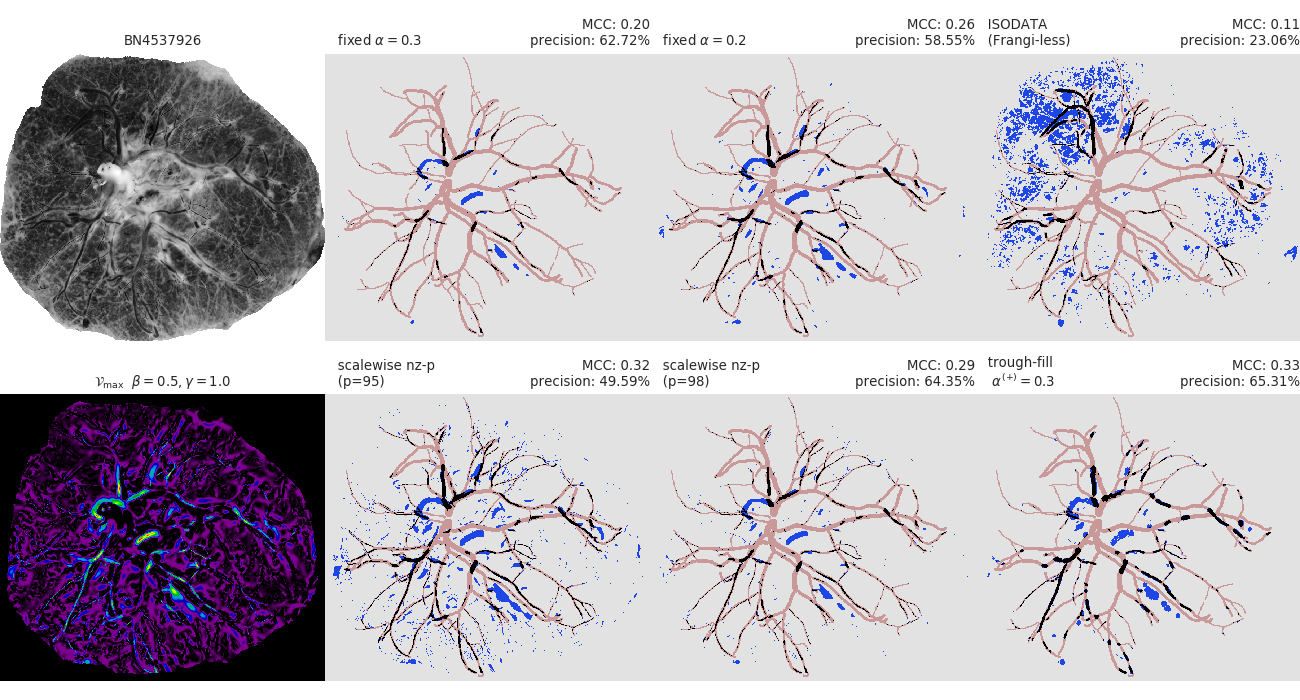 BN4537926
fixed α = 0.3
MCC: 0.20
precision: 62.72%
fixed α = 0.2
MCC: 0.26
precision: 58.55%
ISODATA
(Frangi-less)
MCC: 0.11
precision: 23.06%
𝒱max β = 0.5, γ = 1.0
scalewise nz-p
(p=95)
MCC: 0.32
precision: 49.59%
scalewise nz-p
(p=98)
MCC: 0.29
precision: 64.35%
trough-fill
α(+) = 0.3
MCC: 0.33
precision: 65.31%